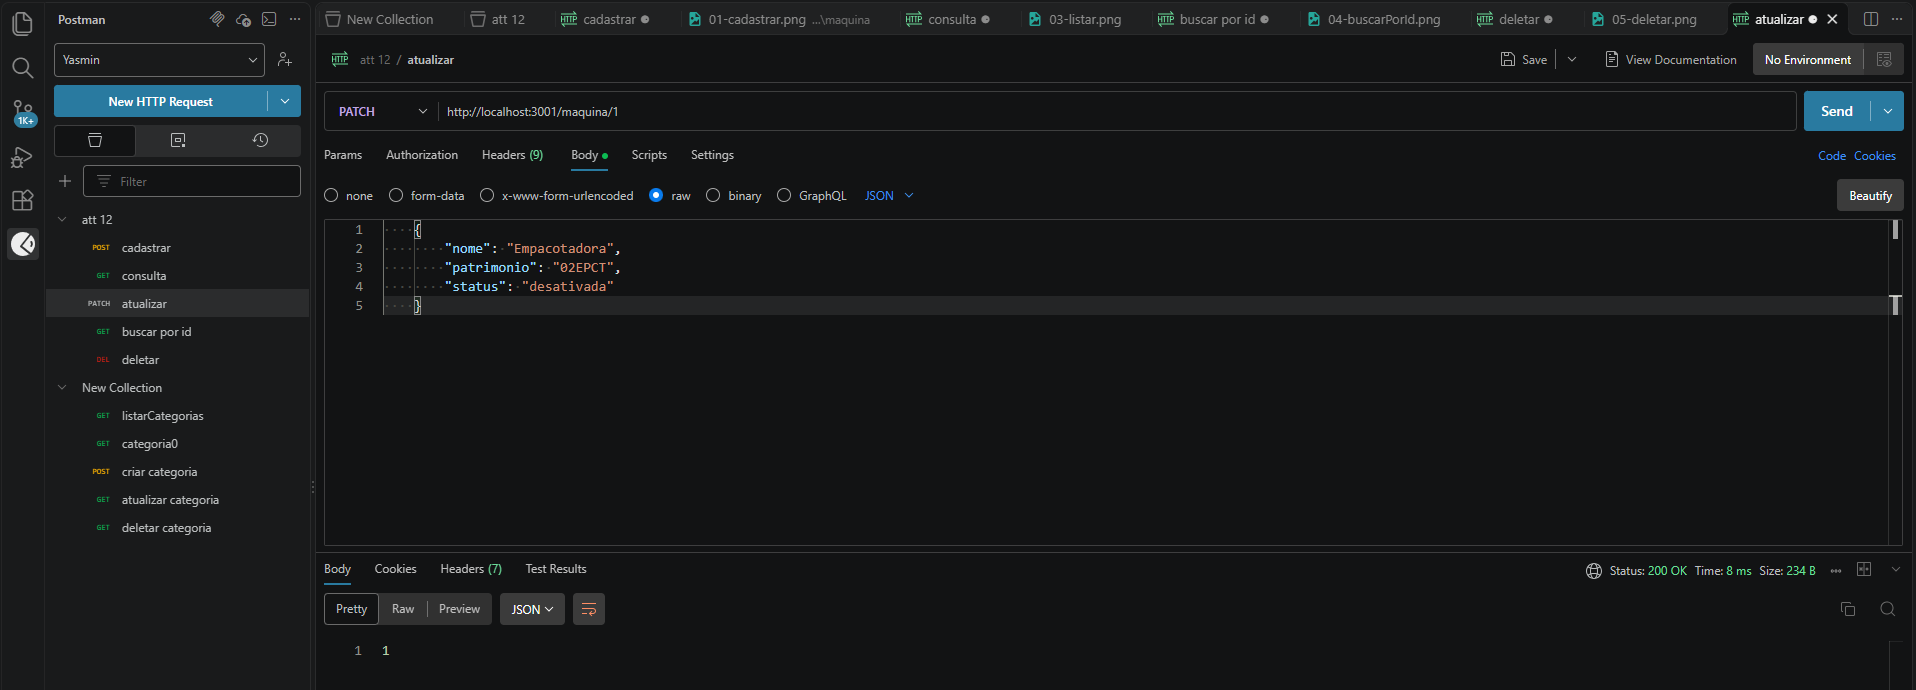 Postman
New Collection
att 12
cadastrar
01-cadastrar.png ...\maquina
consulta
03-listar.png
buscar por id
04-buscarPorId.png
deletar
05-deletar.png
atualizar
Yasmin
att 12 / atualizar
Save
View Documentation
No Environment
New HTTP Request
PATCH
http://localhost:3001/maquina/1
Send
1K+
Params
Authorization
Headers (9)
Body
Scripts
Settings
Code
Cookies
Filter
none
form-data
x-www-form-urlencoded
raw
binary
GraphQL
JSON
Beautify
att 12
POST cadastrar
GET consulta
PATCH atualizar
GET buscar por id
DEL deletar
New Collection
GET listarCategorias
GET categoria0
POST criar categoria
GET atualizar categoria
GET deletar categoria
1 {
2 "nome": "Empacotadora",
3 "patrimonio": "02EPCT",
4 "status": "desativada"
5 }
Body
Cookies
Headers (7)
Test Results
Status: 200 OK Time: 8 ms Size: 234 B
Pretty
Raw
Preview
JSON
1 1